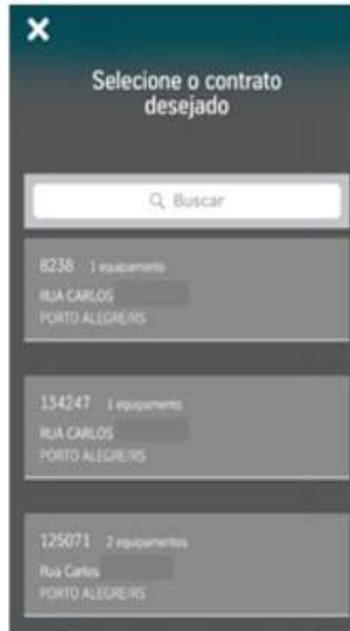 Selecione o contrato
desejado
Buscar
8238 1 equipamento
RUA CARLOS
PORTO ALEGRE/RS
134247 1 equipamento
RUA CARLOS
PORTO ALEGRE/RS
125071 2 equipamentos
Rua Carlos
PORTO ALEGRE/RS